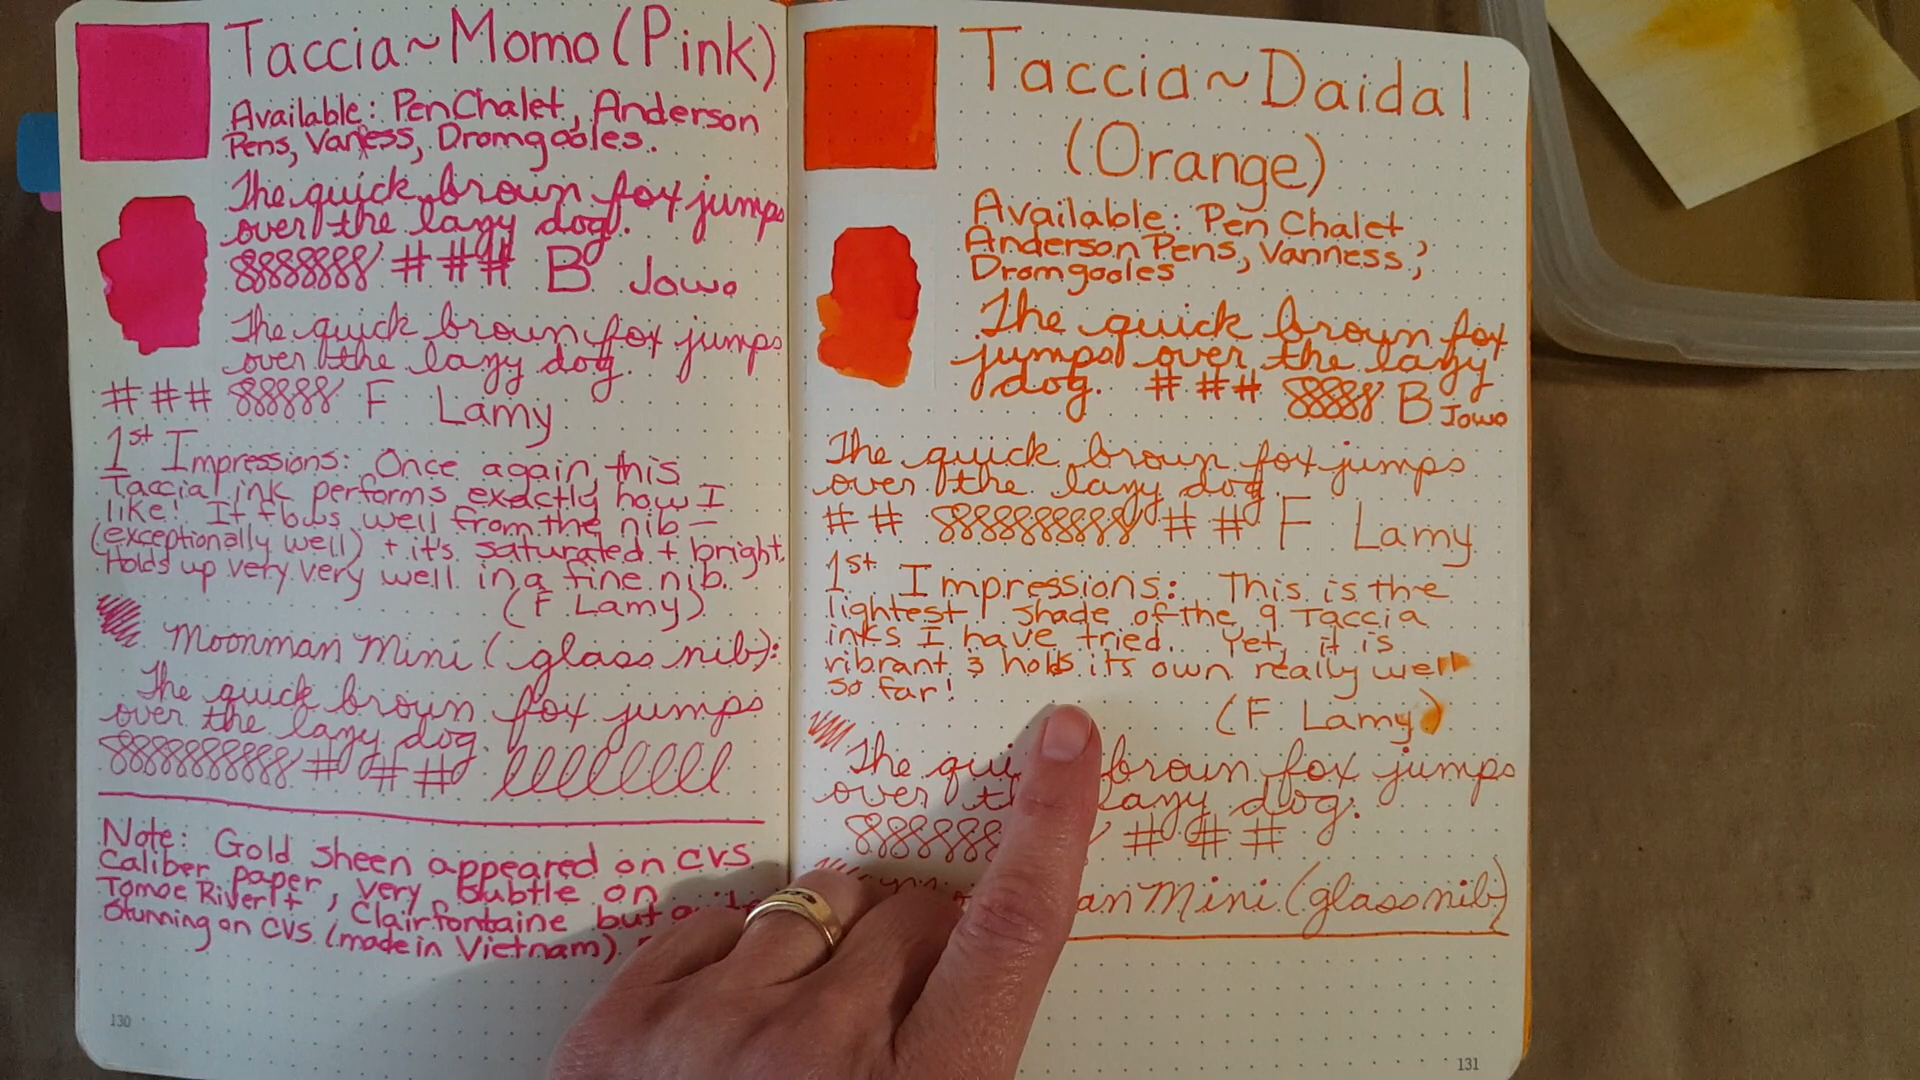 Taccia~Momo (Pink)
Available: Pen Chalet, Anderson
Pens, Vaness, Dromgooles.
The quick brown fox jumps
over the lazy dog.
88888888 # # # B Jowo
The quick brown fox jumps
over the lazy dog.
# # # 888888 F Lamy
1st Impressions: Once again, this
Taccia ink performs exactly how I
like! It flows well from the nib –
(exceptionally well) + it's saturated + bright.
Holds up very very well in a fine nib.
(F Lamy)
Moonman Mini (glass nib):
The quick brown fox jumps
over the lazy dog.
8888888888 # # # llllllll
Note: Gold sheen appeared on CVS
Caliber paper, very subtle on
Tomoe River + Clairfontaine but
Stunning on CVS. (made in Vietnam).
130
Taccia~Daidai
(Orange)
Available: Pen Chalet,
Anderson Pens, Vanness,
Dromgooles
The quick brown fox
jumps over the lazy
dog. # # # 88888 B Jowo
The quick brown fox jumps
over the lazy dog.
# # 8888888888 # # F Lamy
1st Impressions: This is the
lightest shade of the 9 Taccia
inks I have tried. Yet, it is
vibrant & holds its own really well
so far!
(F Lamy)
The brown fox jumps
over lazy dog.
888888 # # #
Mini (glass nib)
131